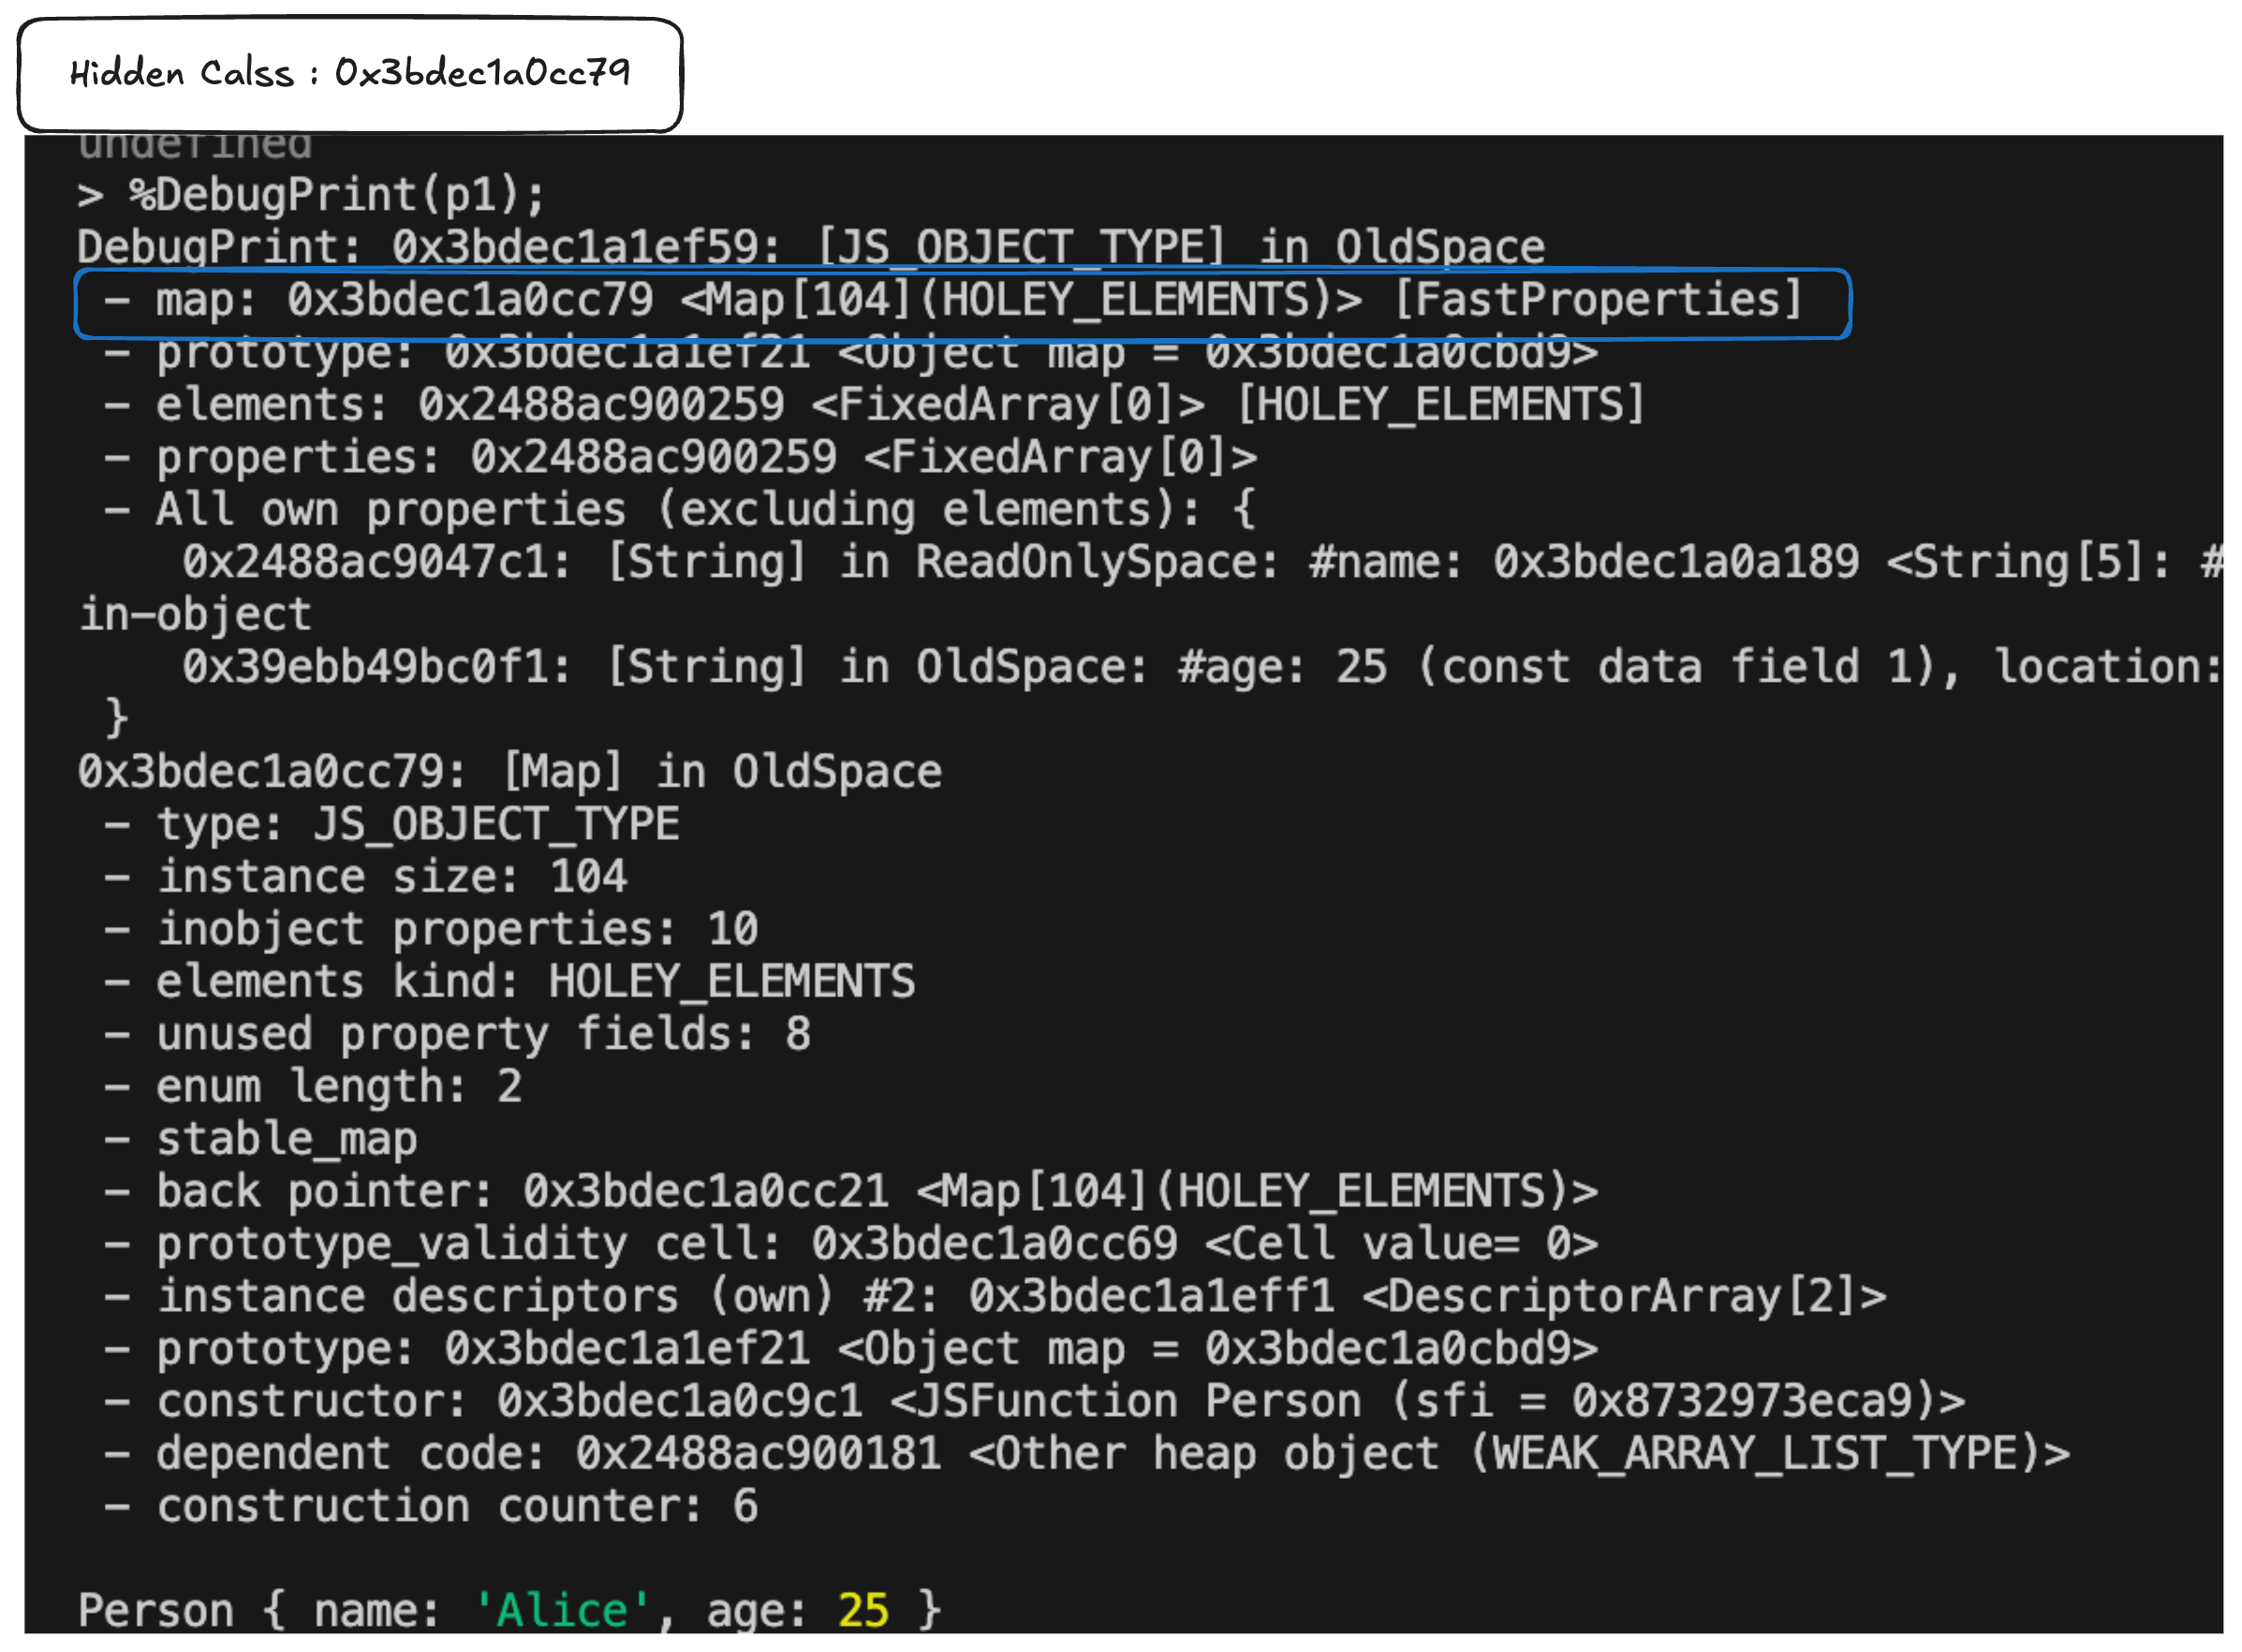 Hidden Calss : 0x3bdec1a0cc79
undefined
> %DebugPrint(p1);
DebugPrint: 0x3bdec1a1ef59: [JS_OBJECT_TYPE] in OldSpace
- map: 0x3bdec1a0cc79 <Map[104](HOLEY_ELEMENTS)> [FastProperties]
- prototype: 0x3bdec1a1ef21 <Object map = 0x3bdec1a0cbd9>
- elements: 0x2488ac900259 <FixedArray[0]> [HOLEY_ELEMENTS]
- properties: 0x2488ac900259 <FixedArray[0]>
- All own properties (excluding elements): {
0x2488ac9047c1: [String] in ReadOnlySpace: #name: 0x3bdec1a0a189 <String[5]: #
in-object
0x39ebb49bc0f1: [String] in OldSpace: #age: 25 (const data field 1), location:
}
0x3bdec1a0cc79: [Map] in OldSpace
- type: JS_OBJECT_TYPE
- instance size: 104
- inobject properties: 10
- elements kind: HOLEY_ELEMENTS
- unused property fields: 8
- enum length: 2
- stable_map
- back pointer: 0x3bdec1a0cc21 <Map[104](HOLEY_ELEMENTS)>
- prototype_validity cell: 0x3bdec1a0cc69 <Cell value= 0>
- instance descriptors (own) #2: 0x3bdec1a1eff1 <DescriptorArray[2]>
- prototype: 0x3bdec1a1ef21 <Object map = 0x3bdec1a0cbd9>
- constructor: 0x3bdec1a0c9c1 <JSFunction Person (sfi = 0x8732973eca9)>
- dependent code: 0x2488ac900181 <Other heap object (WEAK_ARRAY_LIST_TYPE)>
- construction counter: 6
Person { name: 'Alice', age: 25 }